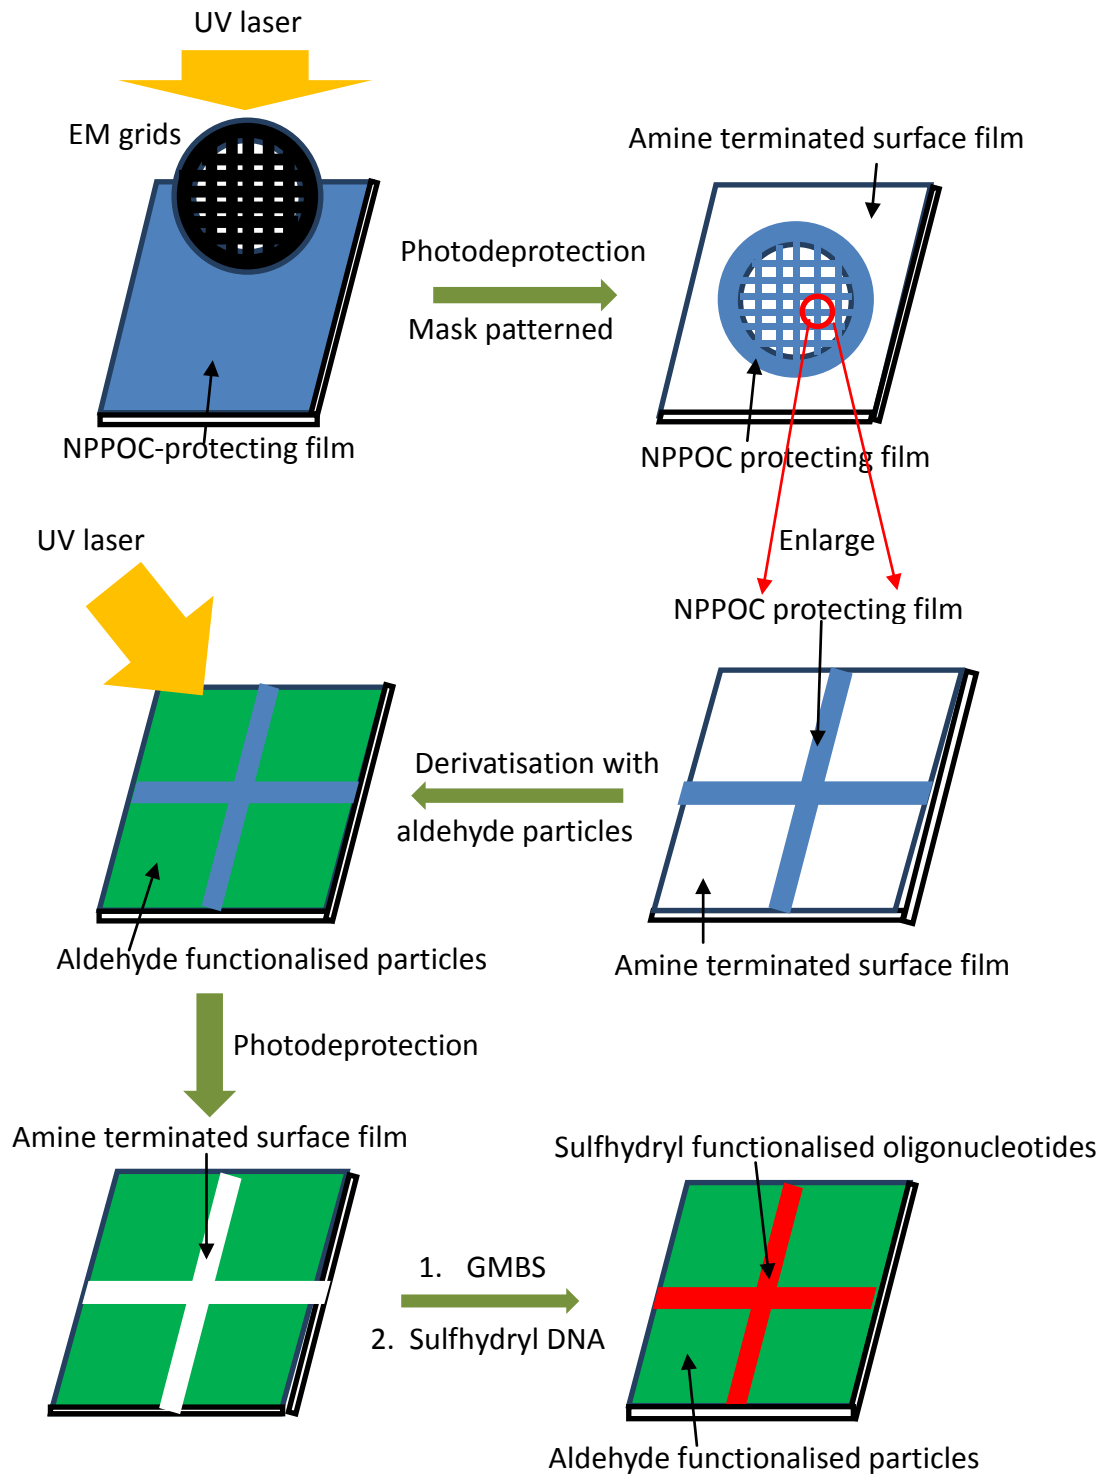 UV laser
EM grids
Amine terminated surface film
Photodeprotection
Mask patterned
NPPOC-protecting film
NPPOC protecting film
UV laser
Enlarge
NPPOC protecting film
Derivatisation with
aldehyde particles
Aldehyde functionalised particles
Amine terminated surface film
Photodeprotection
Amine terminated surface film
Sulfhydryl functionalised oligonucleotides
1. GMBS
2. Sulfhydryl DNA
Aldehyde functionalised particles